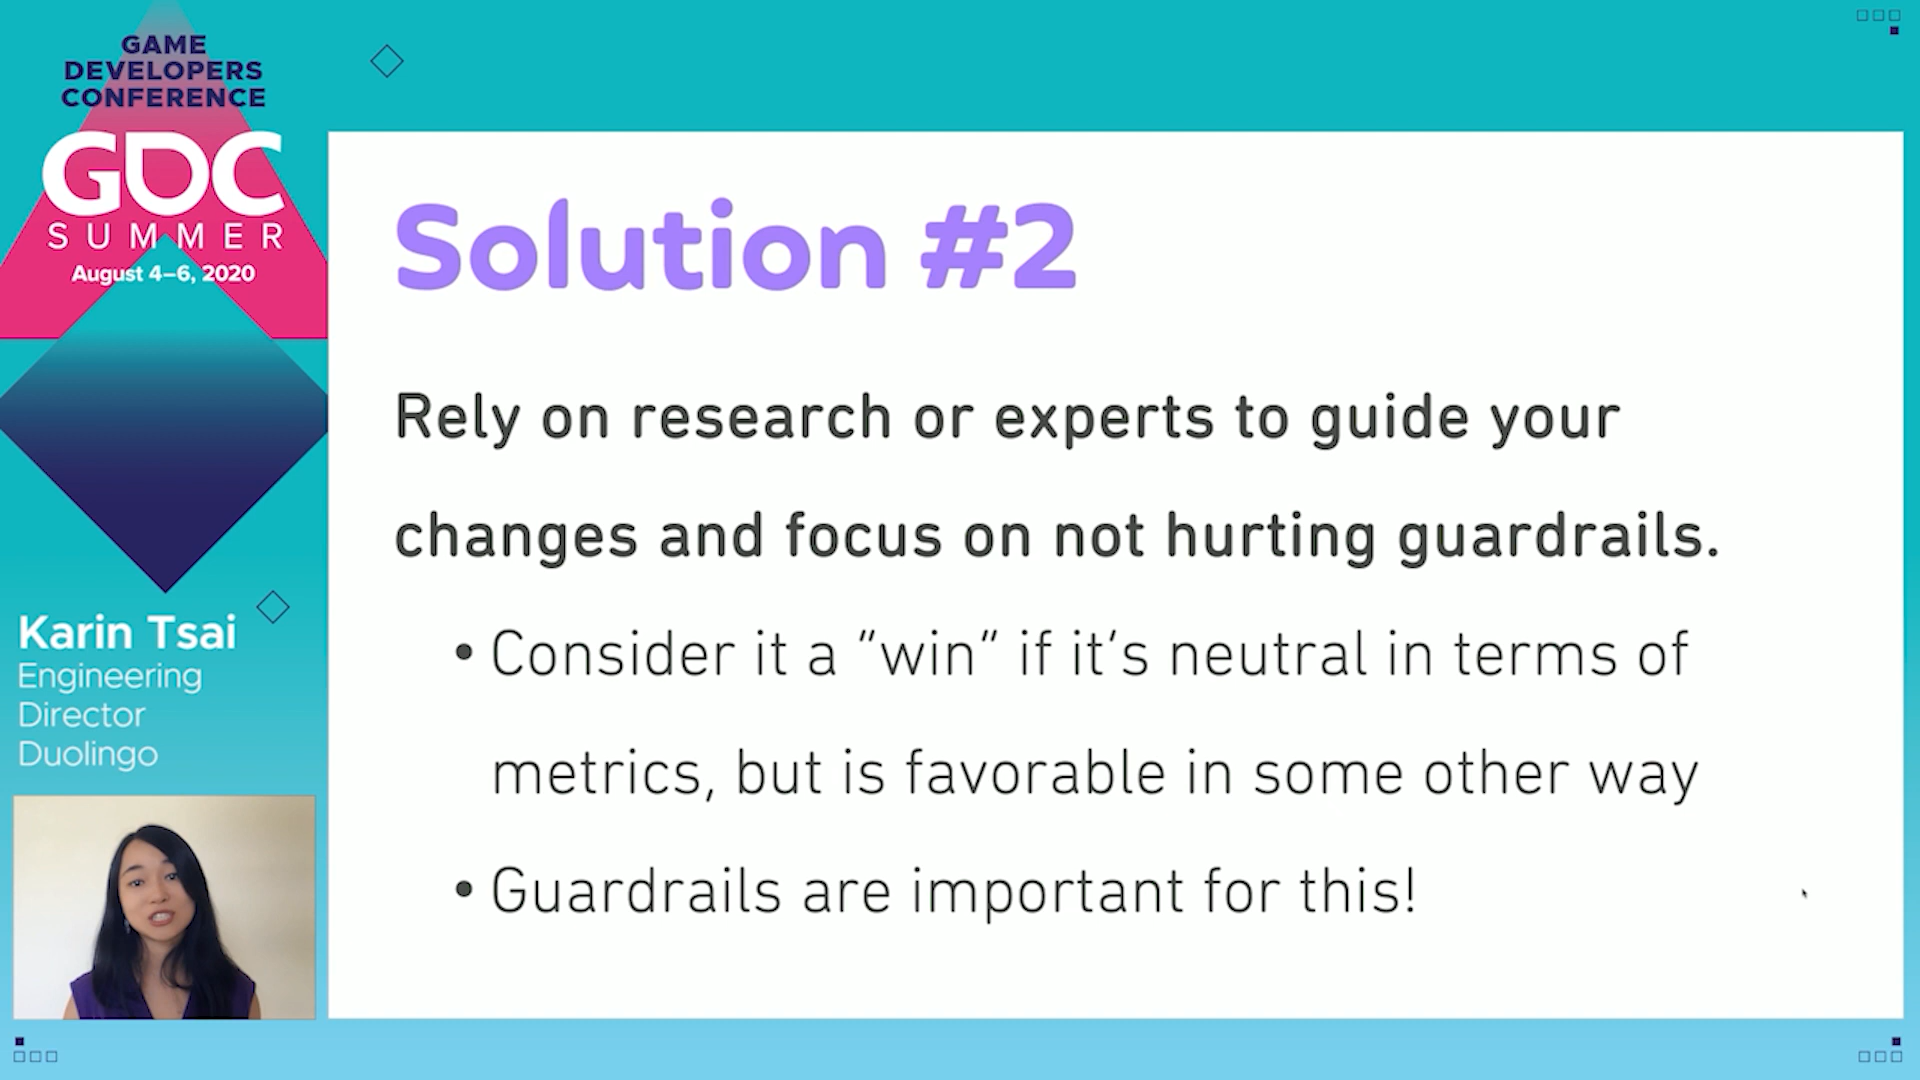 GAME
DEVELOPERS
CONFERENCE
GDC
SUMMER
August 4–6, 2020
Karin Tsai
Engineering
Director
Duolingo
Solution #2
Rely on research or experts to guide your
changes and focus on not hurting guardrails.
• Consider it a “win” if it’s neutral in terms of
metrics, but is favorable in some other way
• Guardrails are important for this!